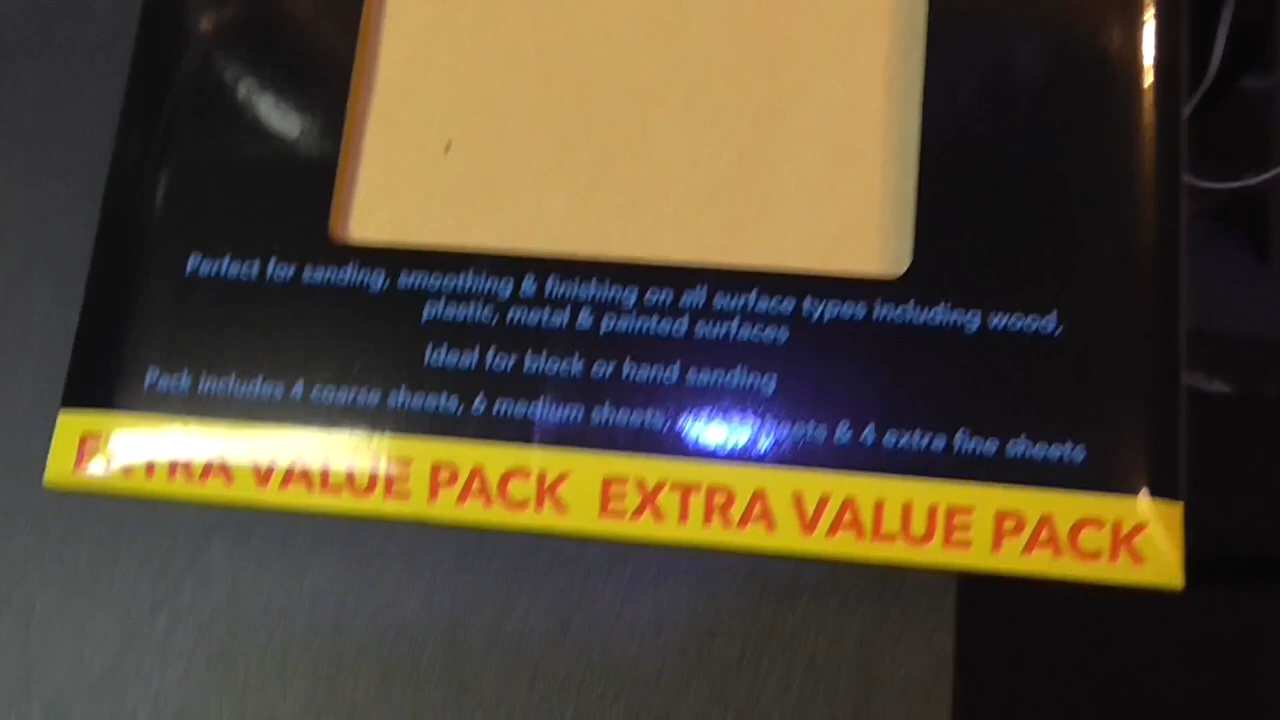 Perfect for sanding, smoothing & finishing on all surface types including wood,
plastic, metal & painted surfaces
Ideal for block or hand sanding
Pack includes 4 coarse sheets, 6 medium sheets, & 4 extra fine sheets
EXTRA VALUE PACK EXTRA VALUE PACK